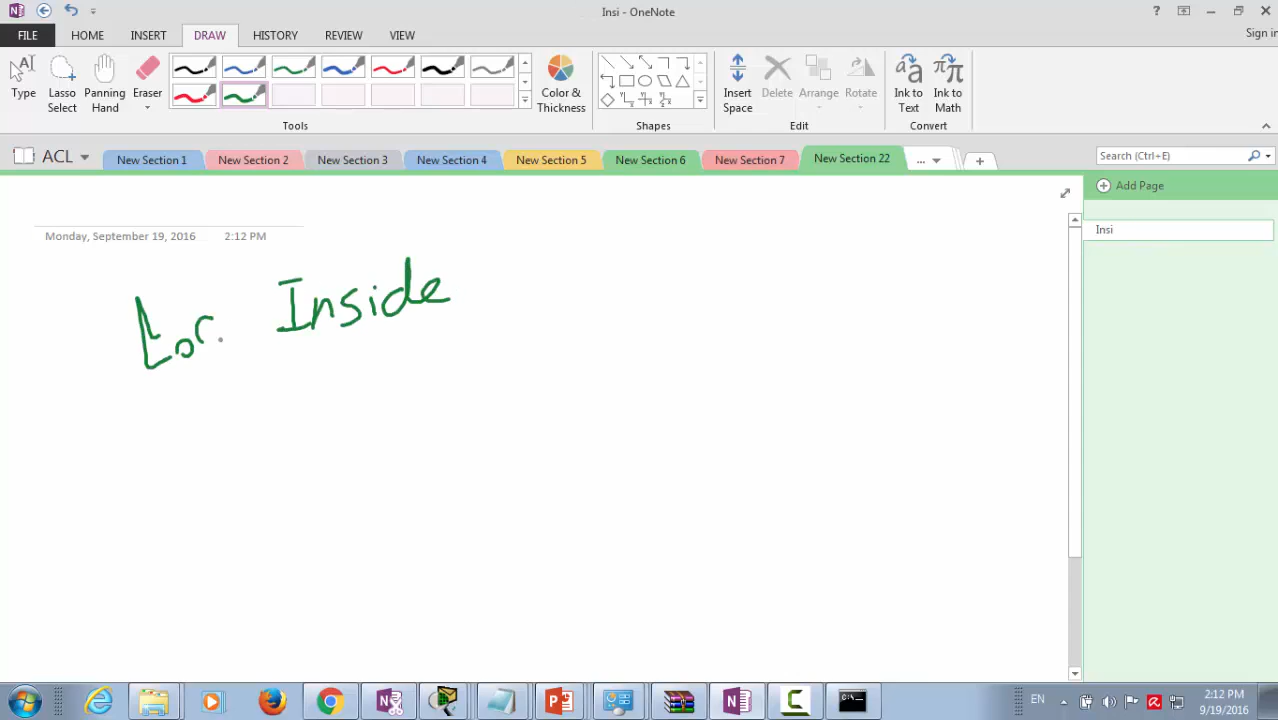 Insi - OneNote
FILE HOME INSERT DRAW HISTORY REVIEW VIEW Sign in
Type Lasso Select Panning Hand Eraser Color & Thickness Insert Space Delete Arrange Rotate Ink to Text Ink to Math
Tools Shapes Edit Convert
ACL New Section 1 New Section 2 New Section 3 New Section 4 New Section 5 New Section 6 New Section 7 New Section 22 ... Search (Ctrl+E)
Add Page
Insi
Monday, September 19, 2016 2:12 PM
Inside
EN 2:12 PM
9/19/2016